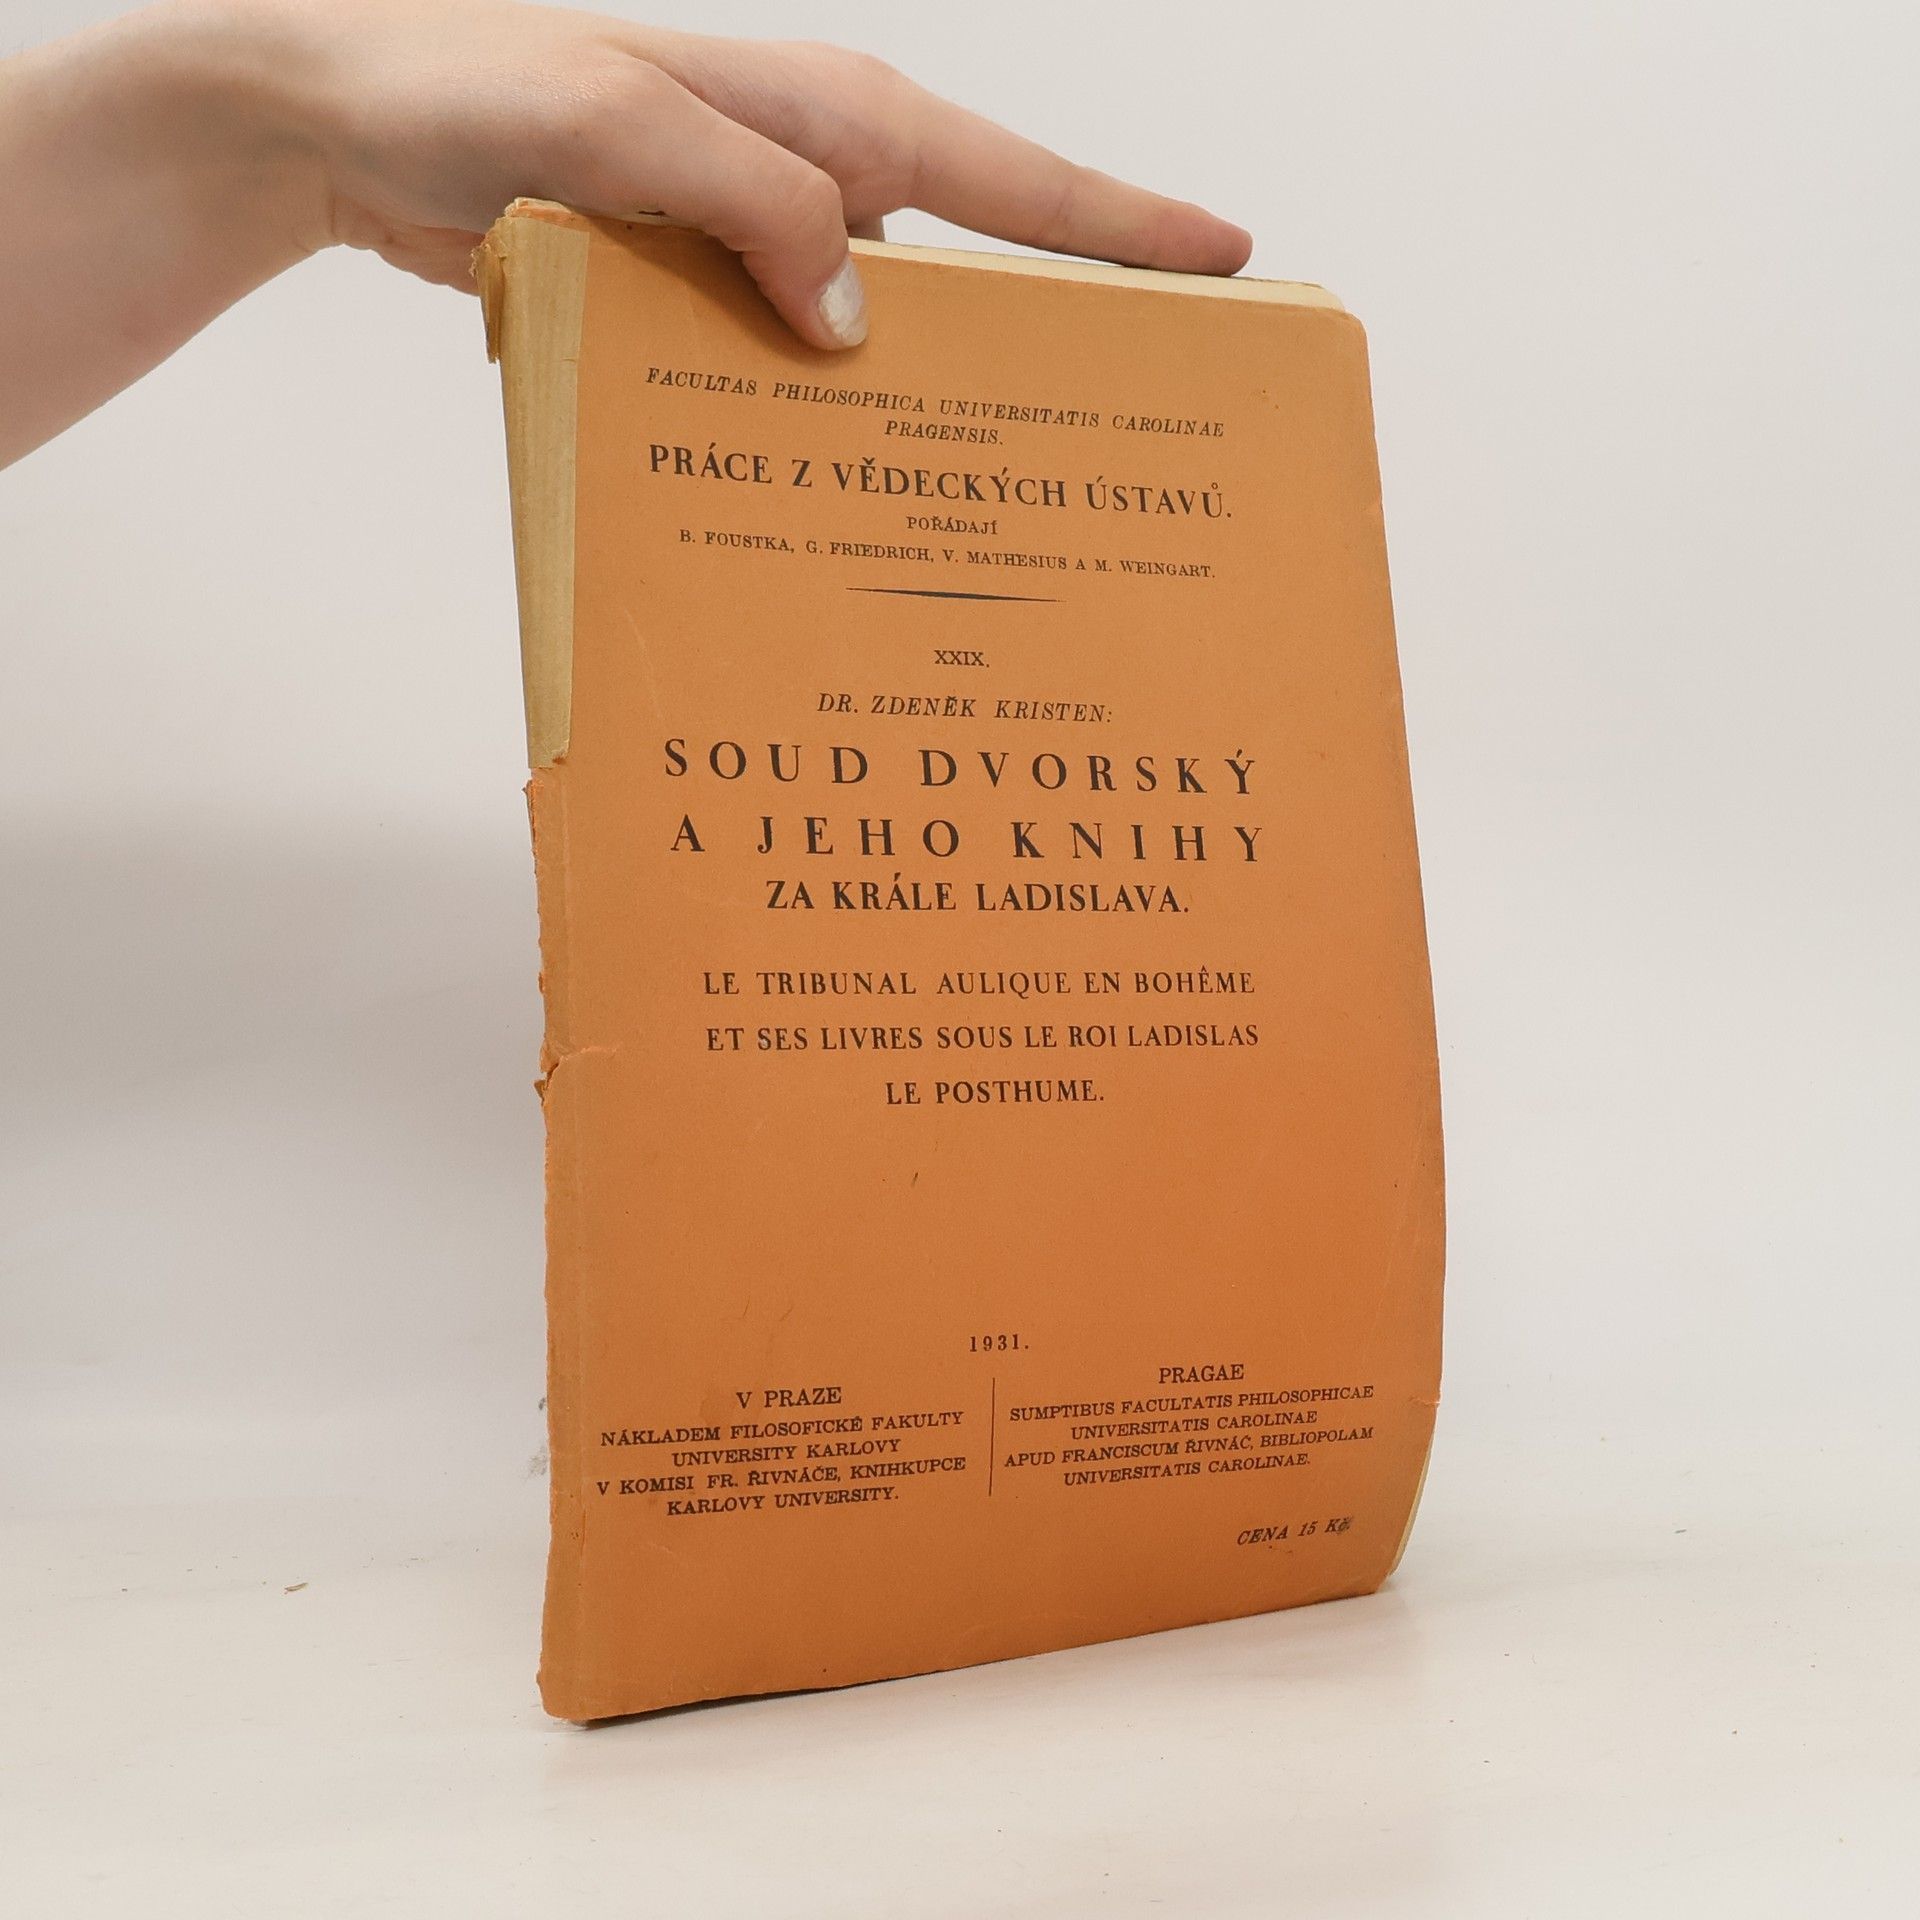 FACULTAS PHILOSOPHICA UNIVERSITATIS CAROLINAE
PRAGENSIS.
PRÁCE Z VĚDECKÝCH ÚSTAVŮ.
POŘÁDAJÍ
B. FOUSTKA, G. FRIEDRICH, V. MATHESIUS A M. WEINGART.
XXIX.
DR. ZDENĚK KRISTEN:
SOUD DVORSKÝ
A JEHO KNIHY
ZA KRÁLE LADISLAVA.
LE TRIBUNAL AULIQUE EN BOHÊME
ET SES LIVRES SOUS LE ROI LADISLAS
LE POSTHUME.
1931.
V PRAZE
NÁKLADEM FILOSOFICKÉ FAKULTY
UNIVERSITY KARLOVY
V KOMISI FR. ŘIVNÁČE, KNIHKUPCE
KARLOVY UNIVERSITY.
PRAGAE
SUMPTIBUS FACULTATIS PHILOSOPHICAE
UNIVERSITATIS CAROLINAE
APUD FRANCISCUM ŘIVNÁČ, BIBLIOPOLAM
UNIVERSITATIS CAROLINAE.
CENA 15 Kč.